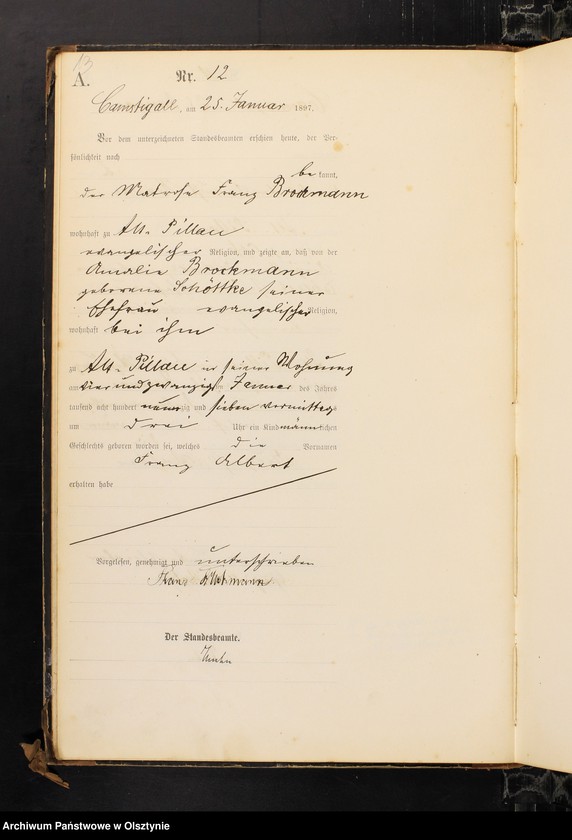 13
A.
Nr. 12
Camstigall, am 25. Januar 1897.
Vor dem unterzeichneten Standesbeamten erschien heute, der Per-
sönlichkeit nach
be kannt,
der Matrose Franz Brockmann
wohnhaft zu Alt-Pillau
evangelischer Religion, und zeigte an, daß von der
Amalie Brockmann
geborene Schöttke seiner
Ehefrau evangelischer Religion,
wohnhaft bei ihm
zu Alt-Pillau in seiner Wohnung
am vierundzwanzigsten Januar des Jahres
tausend acht hundert neunzig und sieben vormittags
um drei Uhr ein Kind männlichen
Geschlechts geboren worden sei, welches die Vornamen
Franz Albert
erhalten habe
Vorgelesen, genehmigt und unterschrieben
Franz Brockmann
Der Standesbeamte.
Archiwum Państwowe w Olsztynie